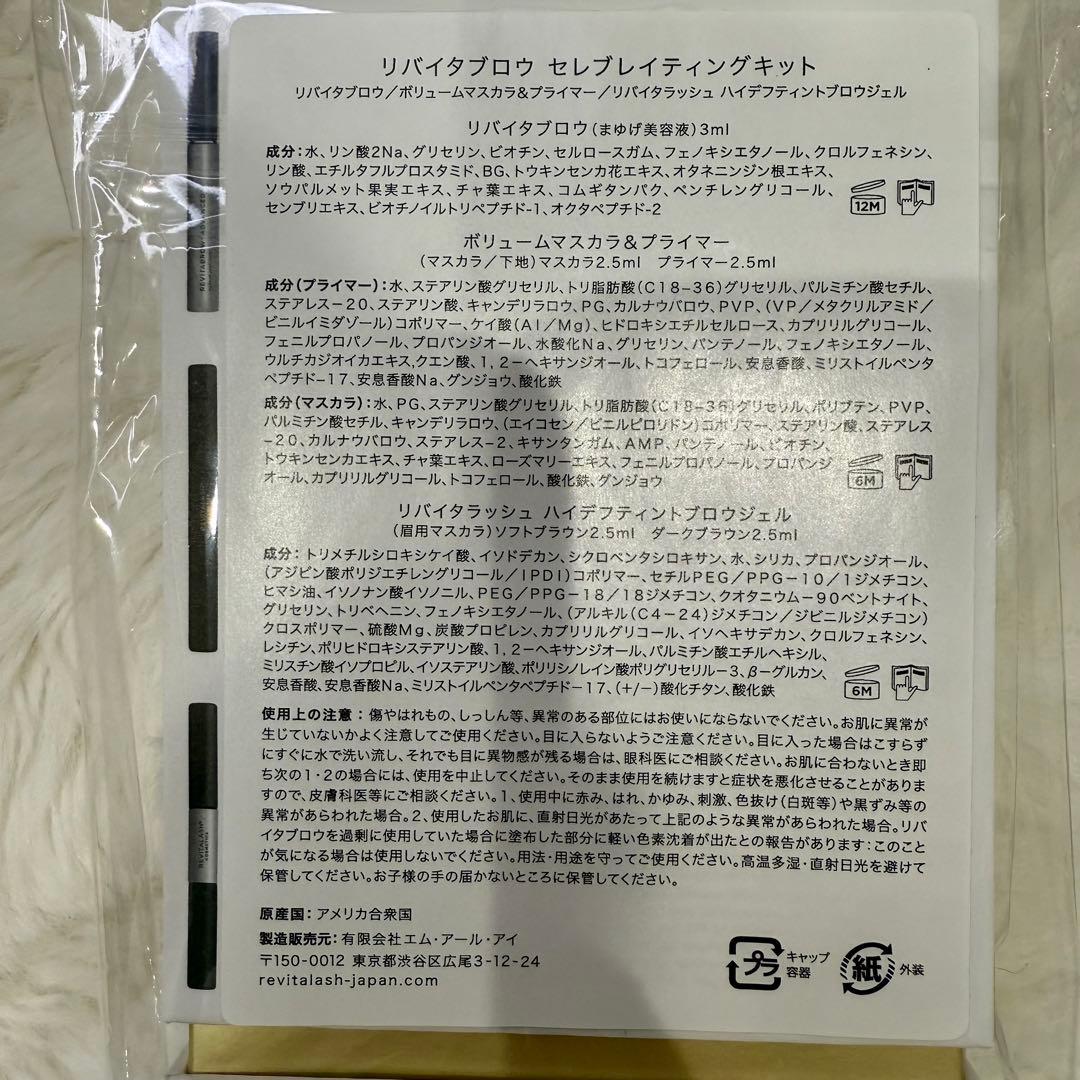 リバイタブロウ セレブレイティングキット
リバイタブロウ／ボリュームマスカラ&プライマー／リバイタラッシュ ハイデフティントブロウジェル
リバイタブロウ(まゆげ美容液)3ml
成分:水、リン酸2Na、グリセリン、ビオチン、セルロースガム、フェノキシエタノール、クロルフェネシン、
リン酸、エチルタフルプロスタミド、BG、トウキンセンカ花エキス、オタネニンジン根エキス、
ソウパルメット果実エキス、チャ葉エキス、コムギタンパク、ペンチレングリコール、
センブリエキス、ビオチノイルトリペプチド-1、オクタペプチド-2
12M
ボリュームマスカラ&プライマー
(マスカラ／下地)マスカラ2.5ml プライマー2.5ml
成分(プライマー):水、ステアリン酸グリセリル、トリ脂肪酸(C18-36)グリセリル、パルミチン酸セチル、
ステアレス-20、ステアリン酸、キャンデリラロウ、PG、カルナウバロウ、PVP、(VP／メタクリルアミド／
ビニルイミダゾール)コポリマー、ケイ酸(Al／Mg)、ヒドロキシエチルセルロース、カプリリルグリコール、
フェニルプロパノール、プロパンジオール、水酸化Na、グリセリン、パンテノール、フェノキシエタノール、
ウルチカジオイカエキス、クエン酸、1,2-ヘキサンジオール、トコフェロール、安息香酸、ミリストイルペンタ
ペプチド-17、安息香酸Na、グンジョウ、酸化鉄
成分(マスカラ):水、PG、ステアリン酸グリセリル、トリ脂肪酸(C18-36)グリセリル、ポリブテン、PVP、
パルミチン酸セチル、キャンデリラロウ、(エイコセン／ビニルピロリドン)コポリマー、ステアリン酸、ステアレス
-20、カルナウバロウ、ステアレス-2、キサンタンガム、AMP、パンテノール、ビオチン、
トウキンセンカエキス、チャ葉エキス、ローズマリーエキス、フェニルプロパノール、プロパンジ
オール、カプリリルグリコール、トコフェロール、酸化鉄、グンジョウ
6M
リバイタラッシュ ハイデフティントブロウジェル
(眉用マスカラ)ソフトブラウン2.5ml ダークブラウン2.5ml
成分:トリメチルシロキシケイ酸、イソドデカン、シクロペンタシロキサン、水、シリカ、プロパンジオール、
(アジピン酸ポリジエチレングリコール／IPDI)コポリマー、セチルPEG／PPG-10／1ジメチコン、
ヒマシ油、イソノナン酸イソノニル、PEG／PPG-18／18ジメチコン、クオタニウム-90ベントナイト、
グリセリン、トリベヘニン、フェノキシエタノール、(アルキル(C4-24)ジメチコン／ジビニルジメチコン)
クロスポリマー、硫酸Mg、炭酸プロピレン、カプリリルグリコール、イソヘキサデカン、クロルフェネシン、
レシチン、ポリヒドロキシステアリン酸、1,2-ヘキサンジオール、パルミチン酸エチルヘキシル、
ミリスチン酸イソプロピル、イソステアリン酸、ポリリシノレイン酸ポリグリセリル-3、β-グルカン、
安息香酸、安息香酸Na、ミリストイルペンタペプチド-17、(+/-)酸化チタン、酸化鉄
6M
使用上の注意:傷やはれもの、しっしん等、異常のある部位にはお使いにならないでください。お肌に異常が
生じていないかよく注意してご使用ください。目に入らないようご注意ください。目に入った場合はこすらず
にすぐに水で洗い流し、それでも目に異物感が残る場合は、眼科医にご相談ください。お肌に合わないとき即
ち次の1・2の場合には、使用を中止してください。そのまま使用を続けますと症状を悪化させることがありま
すので、皮膚科医等にご相談ください。1、使用中に赤み、はれ、かゆみ、刺激、色抜け(白斑等)や黒ずみ等の
異常があらわれた場合。2、使用したお肌に、直射日光があたって上記のような異常があらわれた場合。リバ
イタブロウを過剰に使用していた場合に塗布した部分に軽い色素沈着が出たとの報告があります:このこと
が気になる場合は使用しないでください。用法・用途を守ってご使用ください。高温多湿・直射日光を避けて
保管してください。お子様の手の届かないところに保管してください。
原産国:アメリカ合衆国
製造販売元:有限会社エム・アール・アイ
〒150-0012 東京都渋谷区広尾3-12-24
revitalash-japan.com
プラ
キャップ
容器
紙
外装
REVITABROW ADVANCED
REVITALASH
COSMETICS